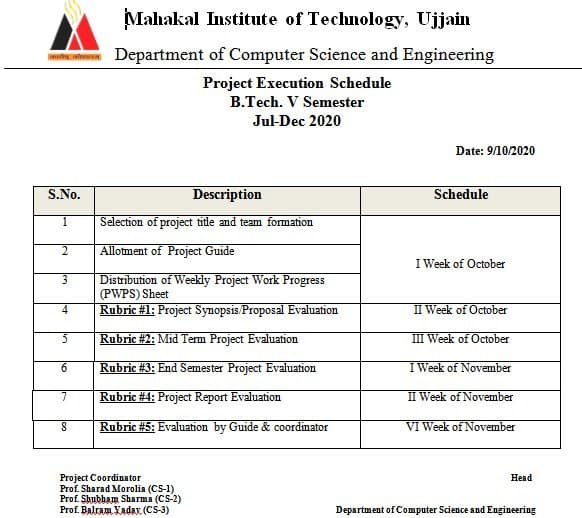 Mahakal Institute of Technology, Ujjain
Department of Computer Science and Engineering
Project Execution Schedule
B.Tech. V Semester
Jul-Dec 2020
Date: 9/10/2020
S.No. Description Schedule
1 Selection of project title and team formation
2 Allotment of Project Guide
I Week of October
3 Distribution of Weekly Project Work Progress
(PWPS) Sheet
4 Rubric #1: Project Synopsis/Proposal Evaluation II Week of October
5 Rubric #2: Mid Term Project Evaluation III Week of October
6 Rubric #3: End Semester Project Evaluation I Week of November
7 Rubric #4: Project Report Evaluation II Week of November
8 Rubric #5: Evaluation by Guide & coordinator VI Week of November
Project Coordinator Head
Prof. Sharad Morolia (CS-1)
Prof. Shubham Sharma (CS-2)
Prof. Balram Yadav (CS-3) Department of Computer Science and Engineering